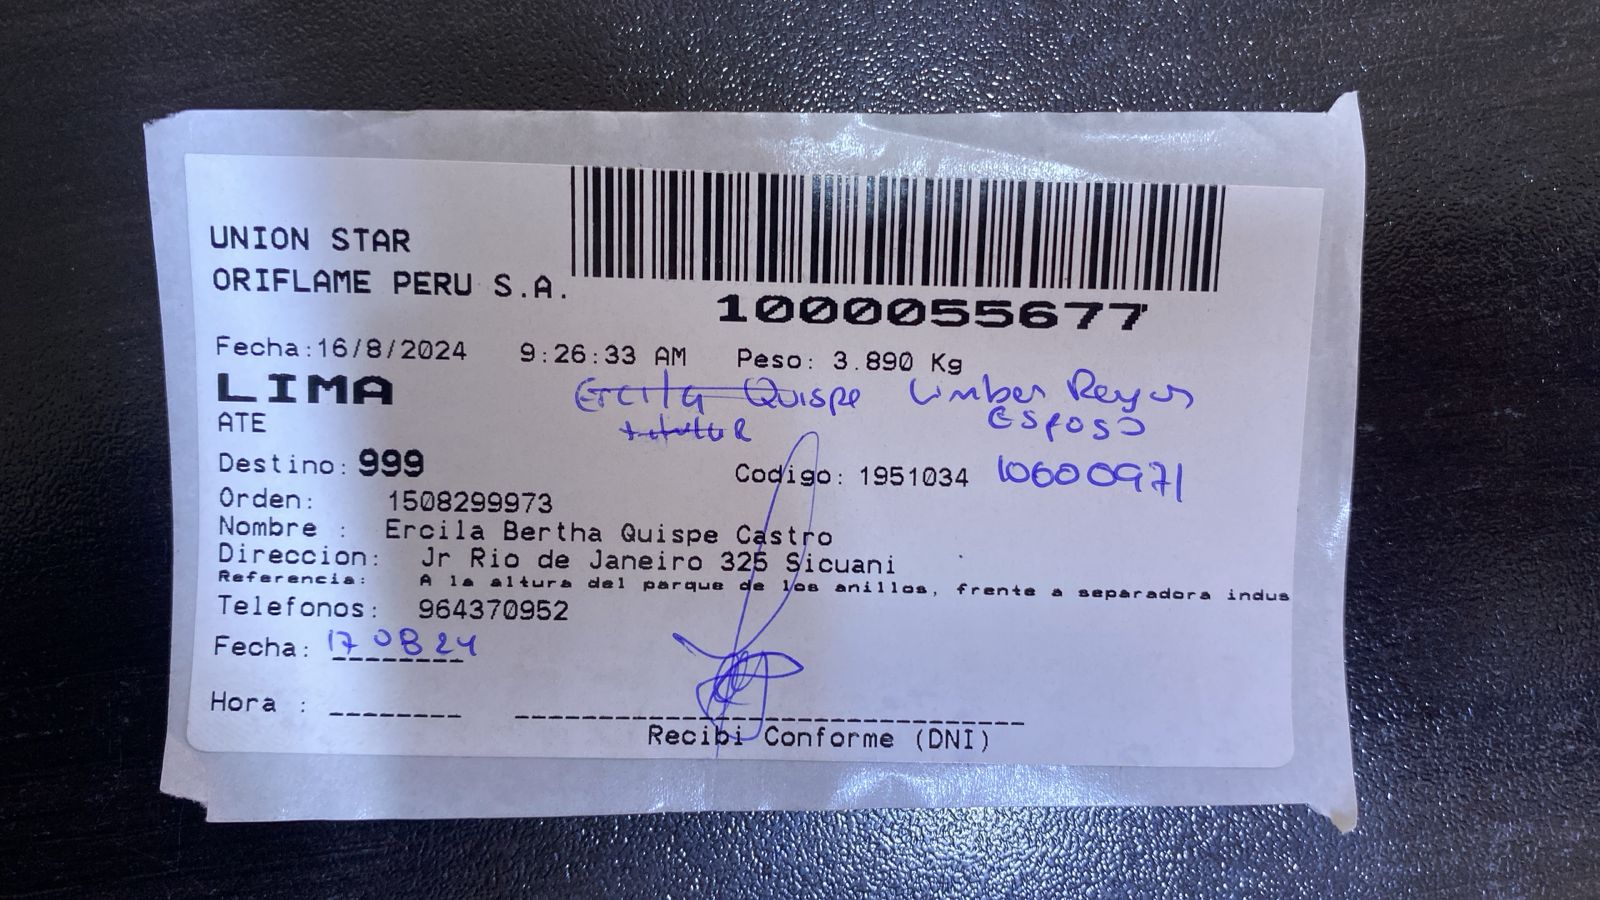 UNION STAR
ORIFLAME PERU S.A.
1000055677
Fecha:16/8/2024 9:26:33 AM Peso: 3.890 Kg
LIMA
Ercila Quispe Limber Reyes
ATE
titular Esposo
Destino: 999
Codigo: 1951034 10600971
Orden: 1508299973
Nombre : Ercila Bertha Quispe Castro
Direccion: Jr Rio de Janeiro 325 Sicuani
Referencia: A la altura del parque de los anillos, frente a separadora indus
Telefonos: 964370952
Fecha: 17 08 24
Hora :
Recibi Conforme (DNI)